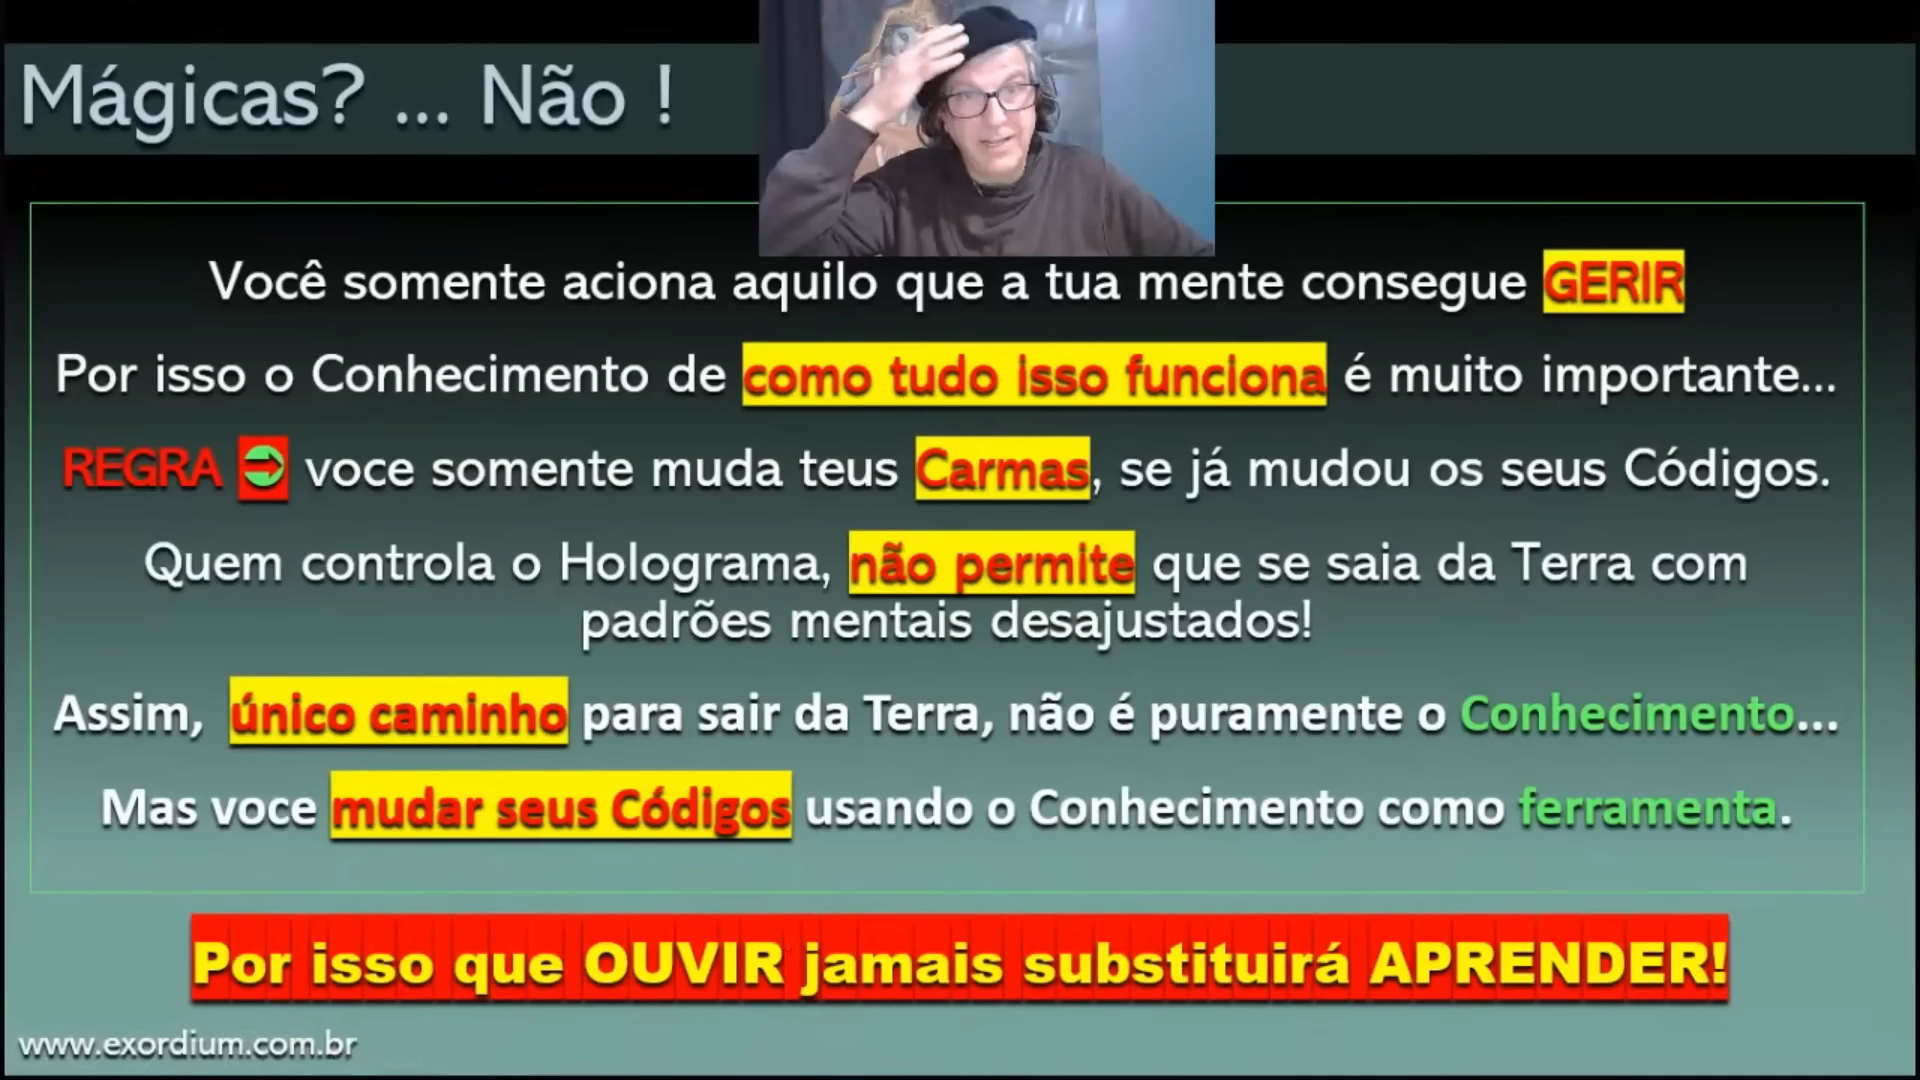 Mágicas? ... Não !
Você somente aciona aquilo que a tua mente consegue GERIR
Por isso o Conhecimento de como tudo isso funciona é muito importante...
REGRA voce somente muda teus Carmas, se já mudou os seus Códigos.
Quem controla o Holograma, não permite que se saia da Terra com
padrões mentais desajustados!
Assim, único caminho para sair da Terra, não é puramente o Conhecimento...
Mas voce mudar seus Códigos usando o Conhecimento como ferramenta.
Por isso que OUVIR jamais substituirá APRENDER!
www.exordium.com.br